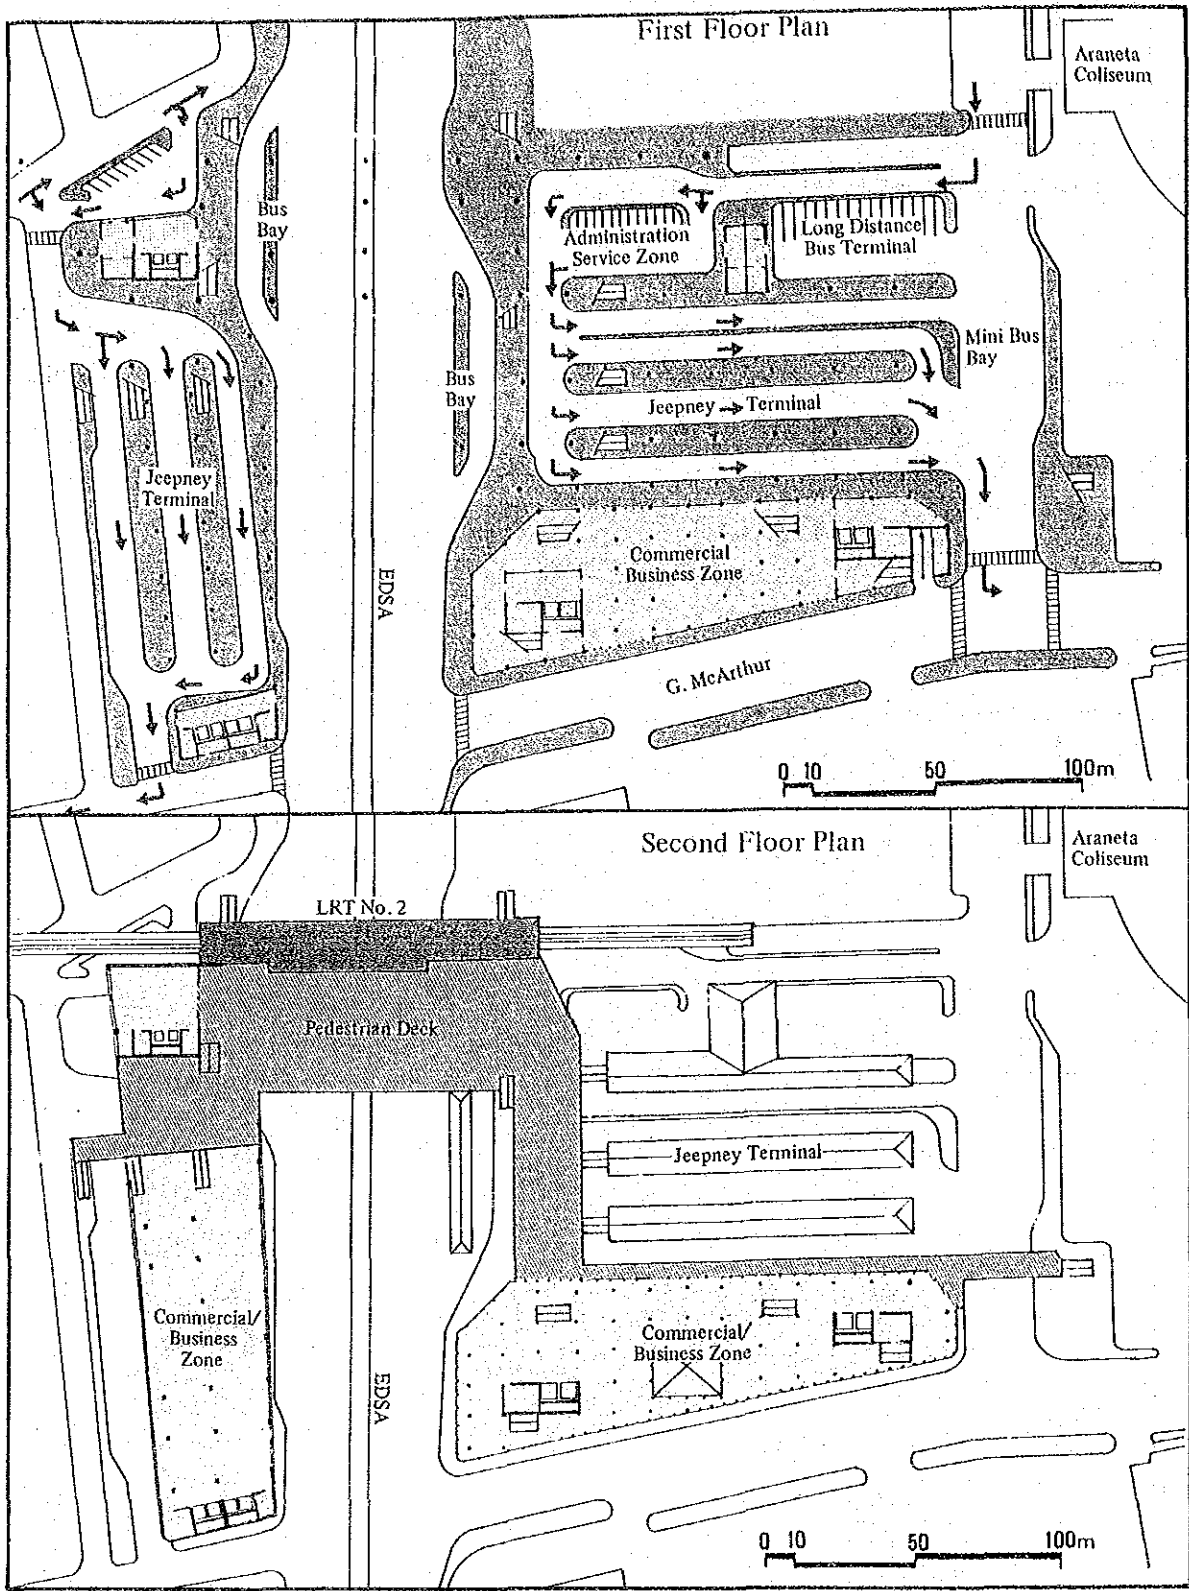 First Floor Plan
Araneta
Coliseum
Bus
Bay
Administration
Service Zone
Long Distance
Bus Terminal
Mini Bus
Bay
Bus
Bay
Jeepney Terminal
Jeepney
Terminal
Commercial
Business Zone
EDSA
G. McArthur
0 10 50 100m
Second Floor Plan
Araneta
Coliseum
LRT No. 2
Pedestrian Deck
Jeepney Terminal
Commercial/
Business
Zone
Commercial/
Business Zone
EDSA
0 10 50 100m